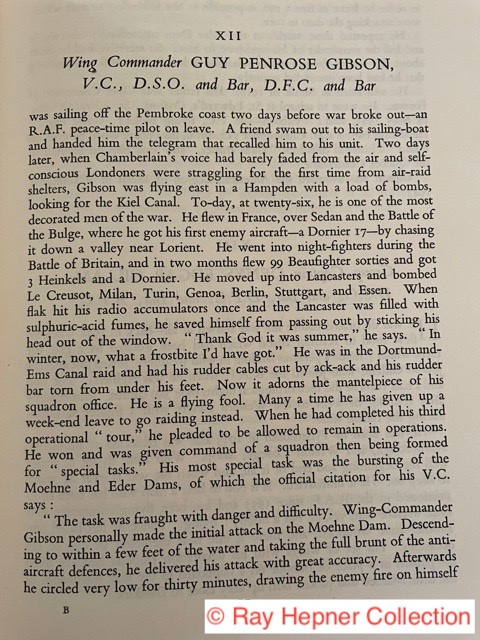 XII
Wing Commander GUY PENROSE GIBSON,
V.C., D.S.O. and Bar, D.F.C. and Bar
was sailing off the Pembroke coast two days before war broke out—an
R.A.F. peace-time pilot on leave. A friend swam out to his sailing-boat
and handed him the telegram that recalled him to his unit. Two days
later, when Chamberlain's voice had barely faded from the air and self-
conscious Londoners were straggling for the first time from air-raid
shelters, Gibson was flying east in a Hampden with a load of bombs,
looking for the Kiel Canal. To-day, at twenty-six, he is one of the most
decorated men of the war. He flew in France, over Sedan and the Battle of
the Bulge, where he got his first enemy aircraft—a Dornier 17—by chasing
it down a valley near Lorient. He went into night-fighters during the
Battle of Britain, and in two months flew 99 Beaufighter sorties and got
3 Heinkels and a Dornier. He moved up into Lancasters and bombed
Le Creusot, Milan, Turin, Genoa, Berlin, Stuttgart, and Essen. When
flak hit his radio accumulators once and the Lancaster was filled with
sulphuric-acid fumes, he saved himself from passing out by sticking his
head out of the window. "Thank God it was summer," he says. "In
winter, now, what a frostbite I'd have got." He was in the Dortmund-
Ems Canal raid and had his rudder cables cut by ack-ack and his rudder
bar torn from under his feet. Now it adorns the mantelpiece of his
squadron office. He is a flying fool. Many a time he has given up a
week-end leave to go raiding instead. When he had completed his third
operational "tour," he pleaded to be allowed to remain in operations.
He won and was given command of a squadron then being formed
for "special tasks." His most special task was the bursting of the
Moehne and Eder Dams, of which the official citation for his V.C.
says:
"The task was fraught with danger and difficulty. Wing-Commander
Gibson personally made the initial attack on the Moehne Dam. Descend-
ing to within a few feet of the water and taking the full brunt of the anti-
aircraft defences, he delivered his attack with great accuracy. Afterwards
he circled very low for thirty minutes, drawing the enemy fire on himself
B
© Ray Hepner Collection